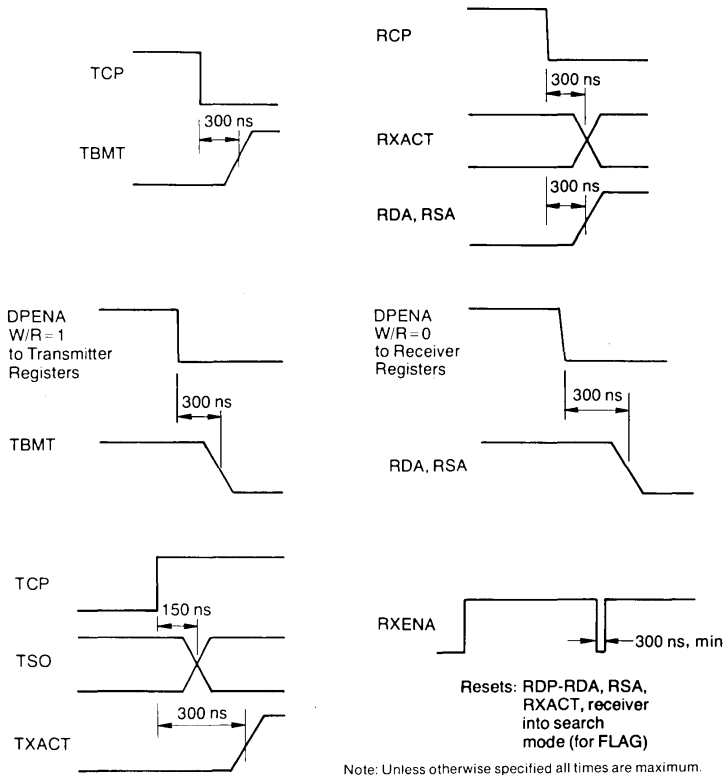 TCP
300 ns
TBMT
RCP
300 ns
RXACT
300 ns
RDA, RSA
DPENA
W/R = 1
to Transmitter
Registers
300 ns
TBMT
DPENA
W/R = 0
to Receiver
Registers
300 ns
RDA, RSA
TCP
150 ns
TSO
300 ns
TXACT
RXENA
300 ns, min
Resets: RDP-RDA, RSA,
RXACT, receiver
into search
mode (for FLAG)
Note: Unless otherwise specified all times are maximum.